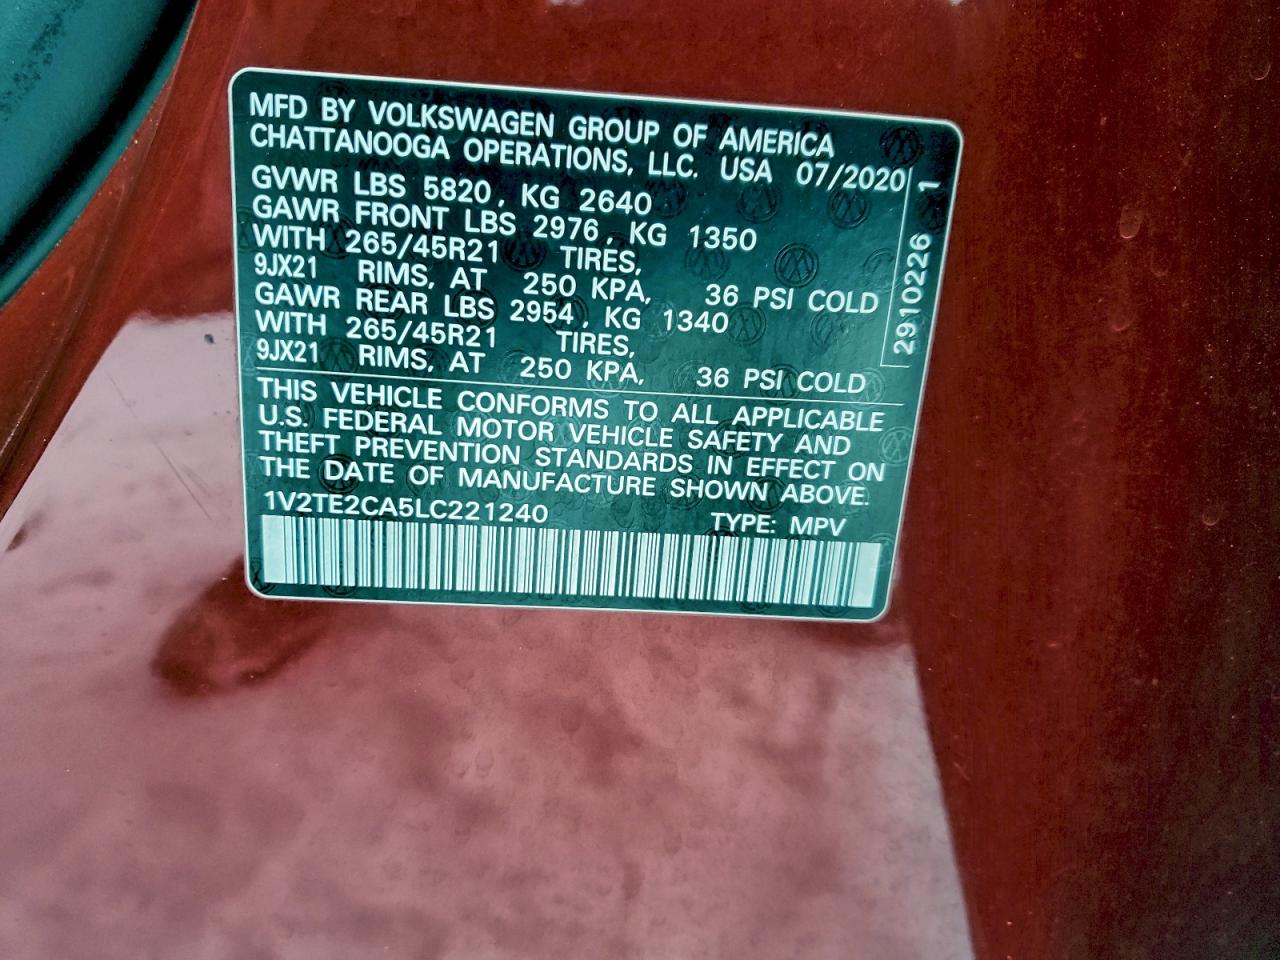 MFD BY VOLKSWAGEN GROUP OF AMERICA
CHATTANOOGA OPERATIONS, LLC. USA 07/2020
GVWR LBS 5820, KG 2640
GAWR FRONT LBS 2976, KG 1350
WITH 265/45R21 TIRES,
9JX21 RIMS, AT 250 KPA, 36 PSI COLD
GAWR REAR LBS 2954, KG 1340
WITH 265/45R21 TIRES,
9JX21 RIMS, AT 250 KPA, 36 PSI COLD
2910226 1
THIS VEHICLE CONFORMS TO ALL APPLICABLE
U.S. FEDERAL MOTOR VEHICLE SAFETY AND
THEFT PREVENTION STANDARDS IN EFFECT ON
THE DATE OF MANUFACTURE SHOWN ABOVE.
1V2TE2CA5LC221240 TYPE: MPV